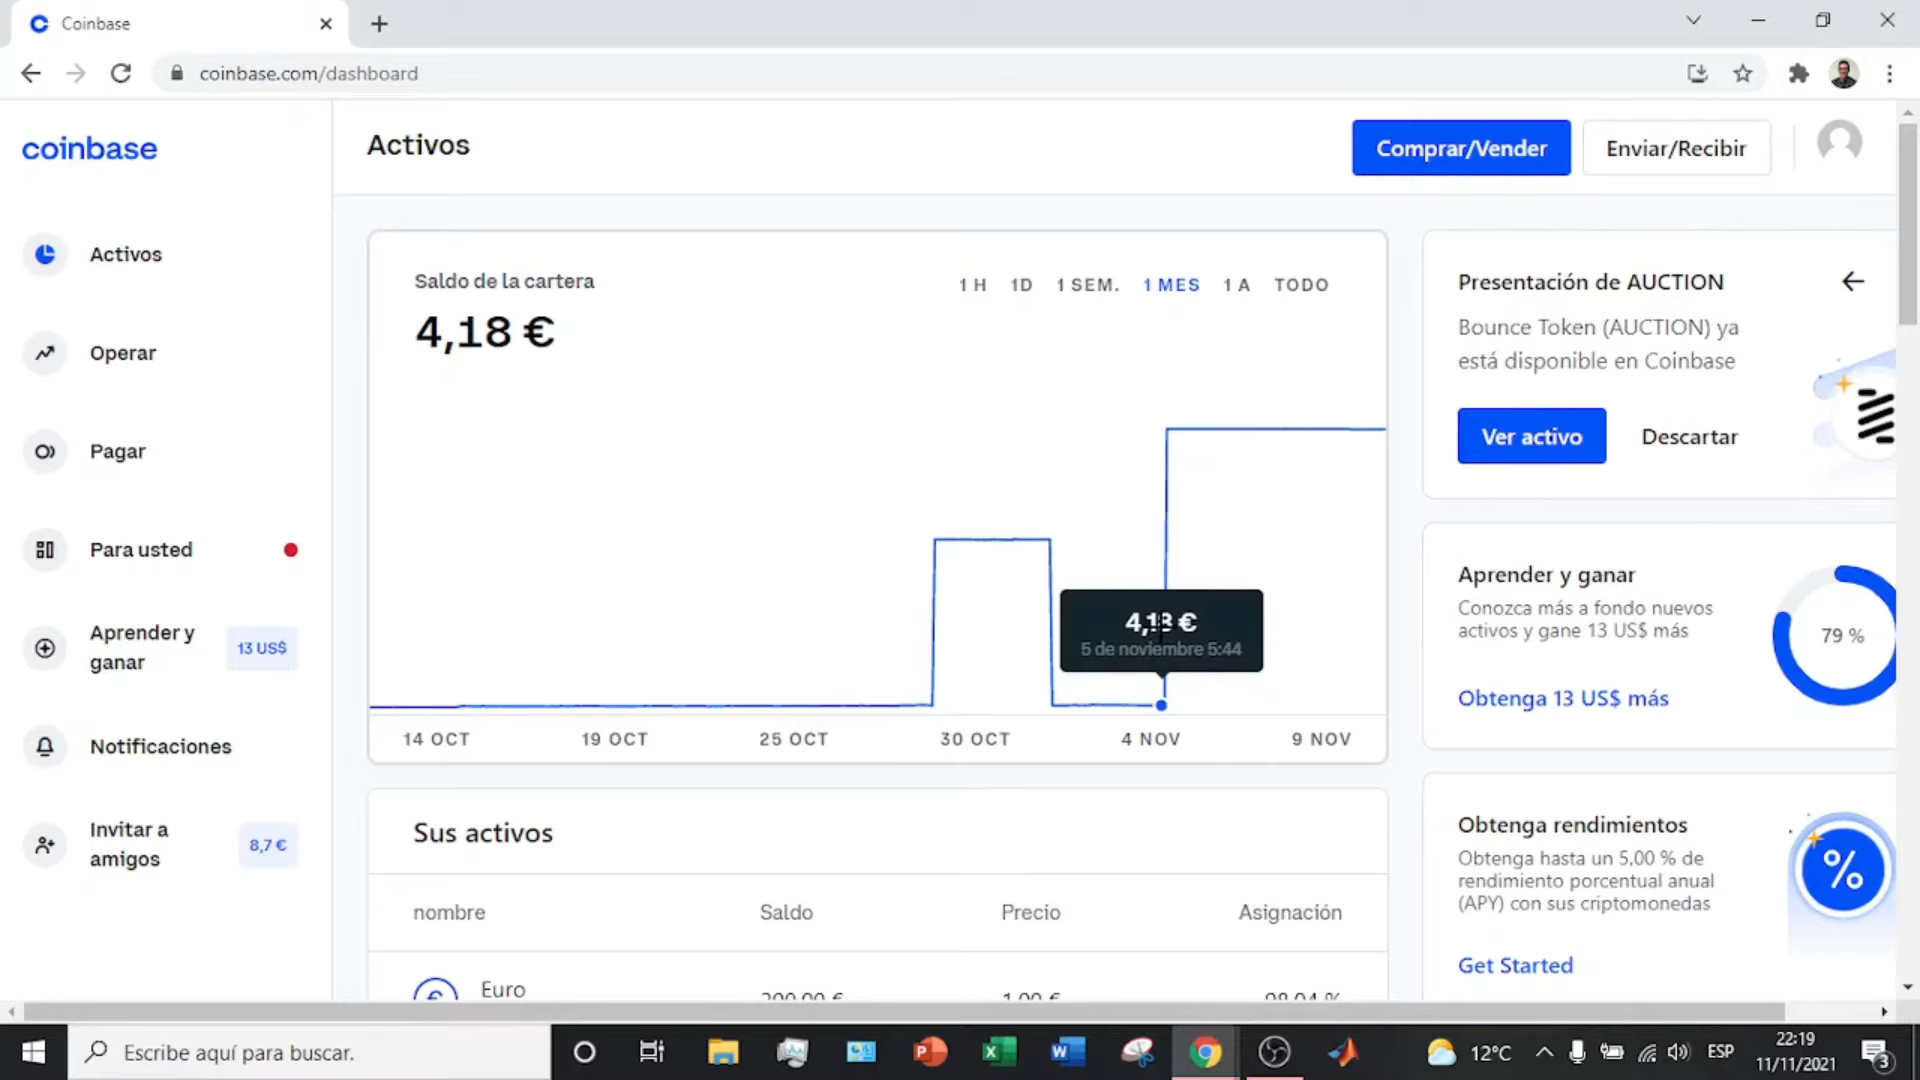 Coinbase
coinbase.com/dashboard
coinbase
Activos
Comprar/Vender
Enviar/Recibir
Activos
Operar
Pagar
Para usted
Aprender y
ganar
13 US$
Notificaciones
Invitar a
amigos
8,7 €
Saldo de la cartera
4,18 €
1 H 1D 1 SEM. 1 MES 1 A TODO
4,18 €
5 de noviembre 5:44
14 OCT 19 OCT 25 OCT 30 OCT 4 NOV 9 NOV
Sus activos
nombre Saldo Precio Asignación
Euro
1,00 €
Presentación de AUCTION
Bounce Token (AUCTION) ya
está disponible en Coinbase
Ver activo
Descartar
Aprender y ganar
Conozca más a fondo nuevos
activos y gane 13 US$ más
79 %
Obtenga 13 US$ más
Obtenga rendimientos
Obtenga hasta un 5,00 % de
rendimiento porcentual anual
(APY) con sus criptomonedas
%
Get Started
Escribe aquí para buscar.
12°C
ESP
22:19
11/11/2021
3